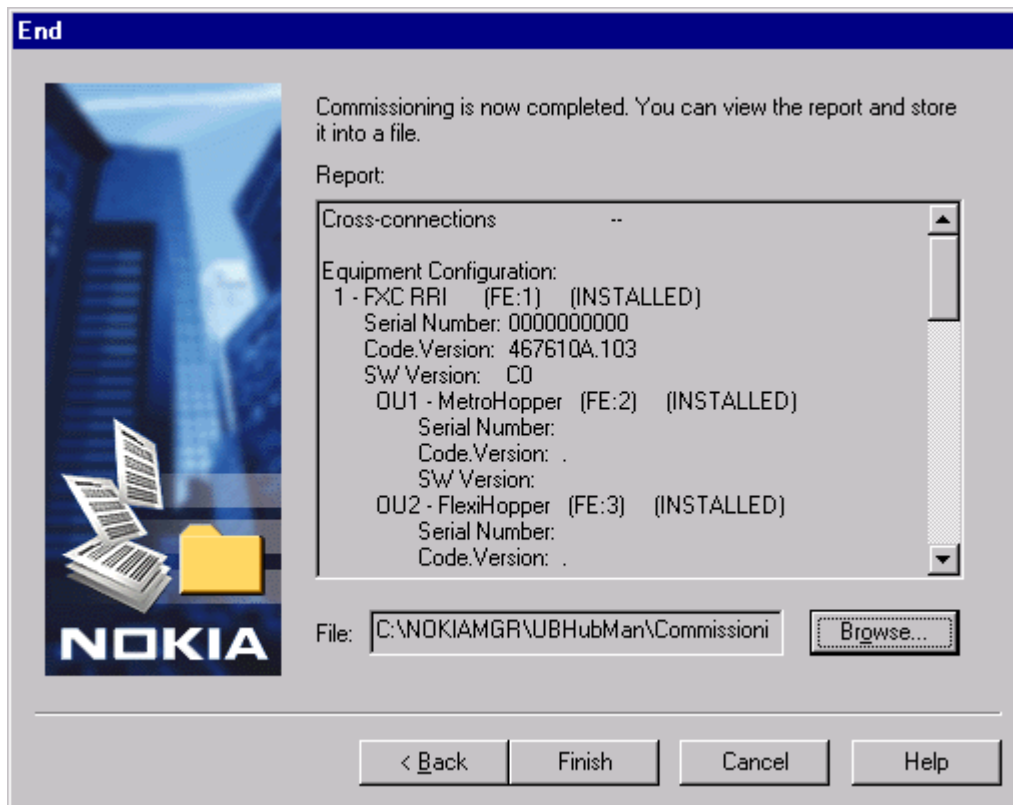 End
Commissioning is now completed. You can view the report and store
it into a file.
Report:
Cross-connections --
Equipment Configuration:
1 - FXC RRI (FE:1) (INSTALLED)
Serial Number: 0000000000
Code.Version: 467610A.103
SW Version: C0
OU1 - MetroHopper (FE:2) (INSTALLED)
Serial Number:
Code.Version: .
SW Version:
OU2 - FlexiHopper (FE:3) (INSTALLED)
Serial Number:
Code.Version: .
NOKIA
File: C:\NOKIAMGR\UBHubMan\Commissioni Browse...
< Back Finish Cancel Help